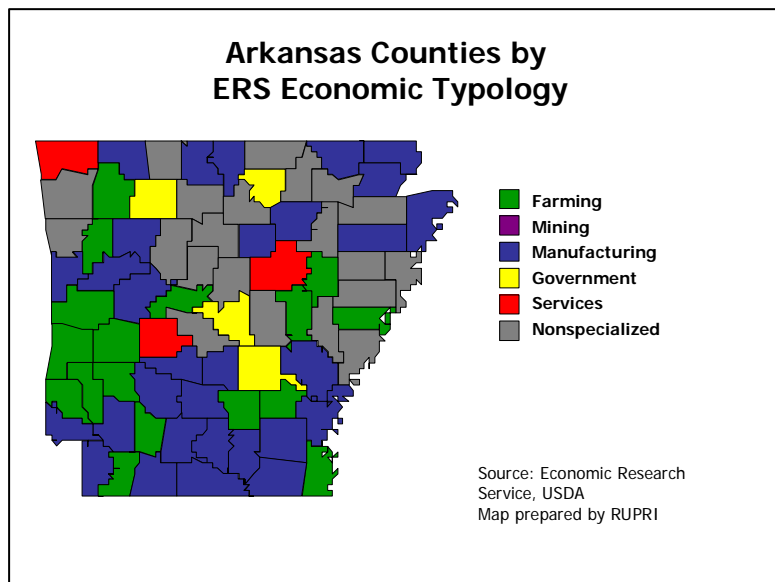 Arkansas Counties by
ERS Economic Typology
Farming
Mining
Manufacturing
Government
Services
Nonspecialized
Source: Economic Research
Service, USDA
Map prepared by RUPRI